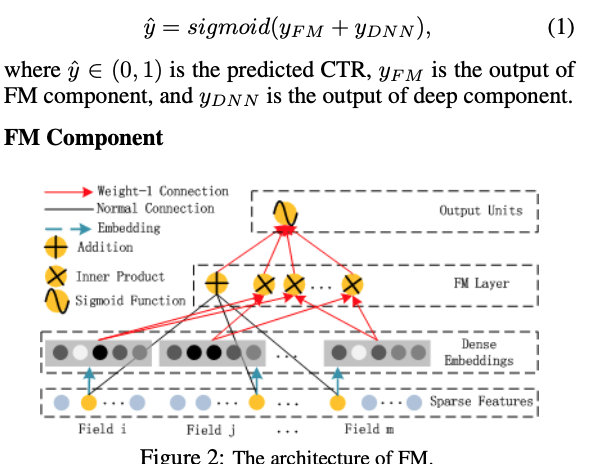 ŷ = sigmoid(y_FM + y_DNN), (1)
where ŷ ∈ (0, 1) is the predicted CTR, y_FM is the output of
FM component, and y_DNN is the output of deep component.
FM Component
Weight-1 Connection
Normal Connection
Embedding
Addition
Inner Product
Sigmoid Function
Output Units
...
FM Layer
...
Dense
Embeddings
... ... ... ...
Sparse Features
Field i Field j ... Field m
Figure 2: The architecture of FM.